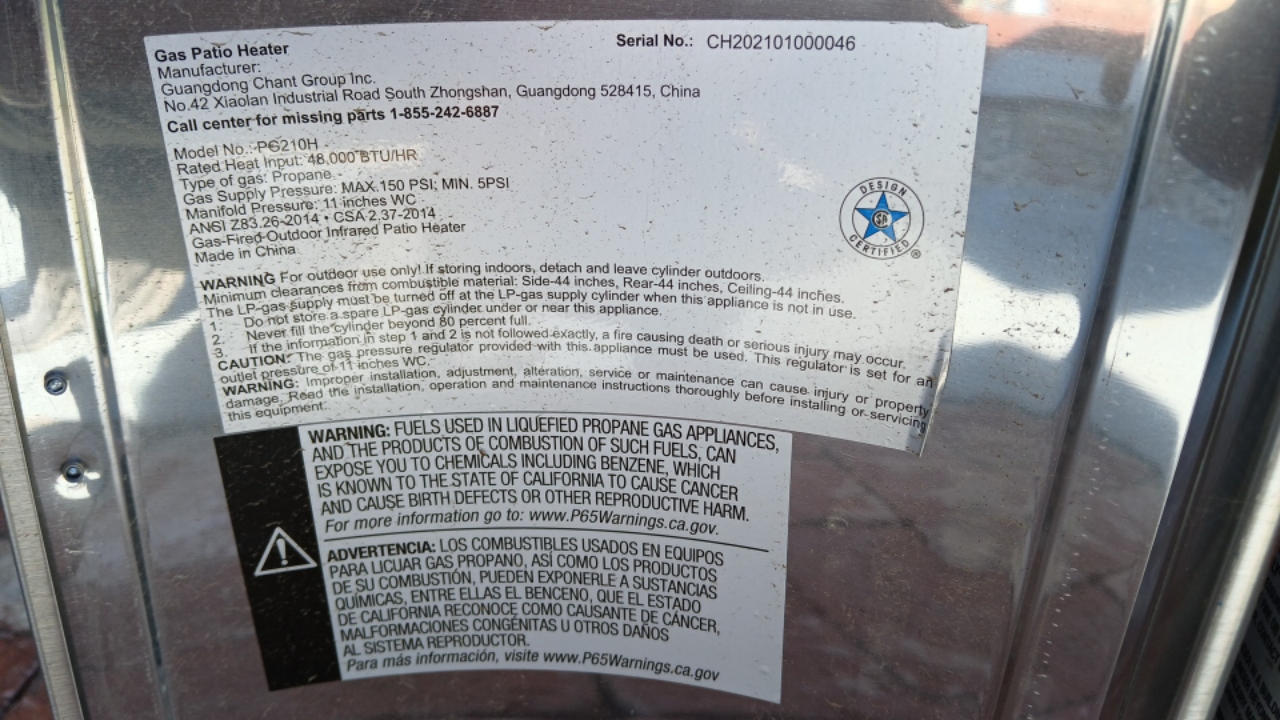 Gas Patio Heater
Serial No.: CH202101000046
Manufacturer:
Guangdong Chant Group Inc.
No.42 Xiaolan Industrial Road South Zhongshan, Guangdong 528415, China
Call center for missing parts 1-855-242-6887
Model No.: PG210H
Rated Heat Input: 48,000 BTU/HR
Type of gas: Propane
Gas Supply Pressure: MAX.150 PSI; MIN. 5PSI
Manifold Pressure: 11 inches WC
ANSI Z83.26-2014 • CSA 2.37-2014
Gas-Fired Outdoor Infrared Patio Heater
Made in China
DESIGN
CERTIFIED
®
WARNING For outdoor use only! If storing indoors, detach and leave cylinder outdoors.
Minimum clearances from combustible material: Side-44 inches, Rear-44 inches, Ceiling-44 inches.
The LP-gas supply must be turned off at the LP-gas supply cylinder when this appliance is not in use.
1. Do not store a spare LP-gas cylinder under or near this appliance.
2. Never fill the cylinder beyond 80 percent full.
3. If the information in step 1 and 2 is not followed exactly, a fire causing death or serious injury may occur.
CAUTION: The gas pressure regulator provided with this appliance must be used. This regulator is set for an
outlet pressure of 11 inches WC.
WARNING: Improper installation, adjustment, alteration, service or maintenance can cause injury or property
damage. Read the installation, operation and maintenance instructions thoroughly before installing or servicing
this equipment.
WARNING: FUELS USED IN LIQUEFIED PROPANE GAS APPLIANCES,
AND THE PRODUCTS OF COMBUSTION OF SUCH FUELS, CAN
EXPOSE YOU TO CHEMICALS INCLUDING BENZENE, WHICH
IS KNOWN TO THE STATE OF CALIFORNIA TO CAUSE CANCER
AND CAUSE BIRTH DEFECTS OR OTHER REPRODUCTIVE HARM.
For more information go to: www.P65Warnings.ca.gov.
ADVERTENCIA: LOS COMBUSTIBLES USADOS EN EQUIPOS
PARA LICUAR GAS PROPANO, ASÍ COMO LOS PRODUCTOS
DE SU COMBUSTIÓN, PUEDEN EXPONERLE A SUSTANCIAS
QUÍMICAS, ENTRE ELLAS EL BENCENO, QUE EL ESTADO
DE CALIFORNIA RECONOCE COMO CAUSANTE DE CÁNCER,
MALFORMACIONES CONGÉNITAS U OTROS DAÑOS
AL SISTEMA REPRODUCTOR.
Para más información, visite www.P65Warnings.ca.gov